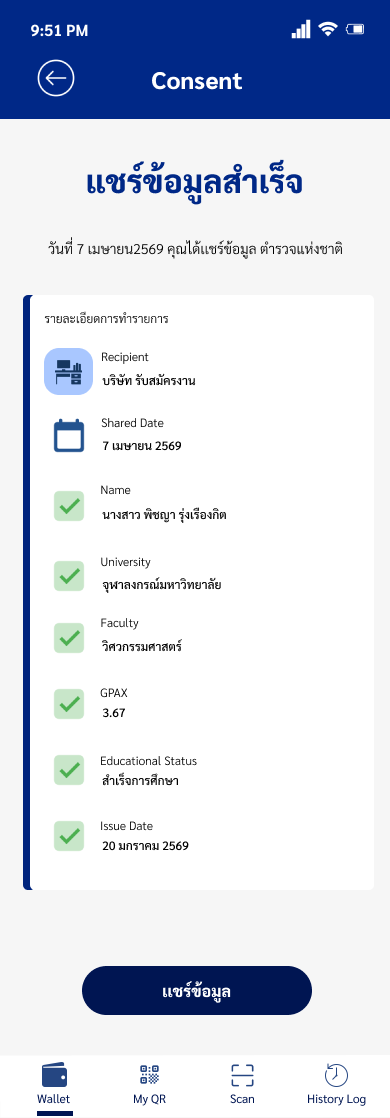 9:51 PM
Consent
แชร์ข้อมูลสำเร็จ
วันที่ 7 เมษายน2569 คุณได้แชร์ข้อมูล ตำรวจแห่งชาติ
รายละเอียดการทำรายการ
Recipient
บริษัท รับสมัครงาน
Shared Date
7 เมษายน 2569
Name
นางสาว พิชญา รุ่งเรืองกิต
University
จุฬาลงกรณ์มหาวิทยาลัย
Faculty
วิศวกรรมศาสตร์
GPAX
3.67
Educational Status
สำเร็จการศึกษา
Issue Date
20 มกราคม 2569
แชร์ข้อมูล
Wallet
My QR
Scan
History Log